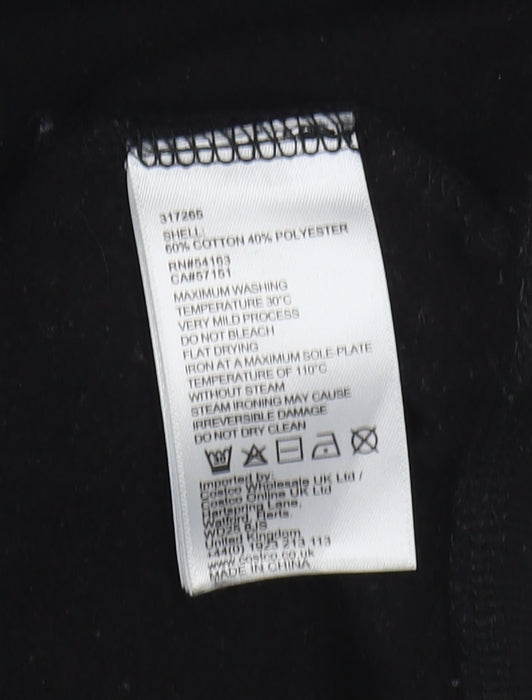 317265
SHELL:
60% COTTON 40% POLYESTER
RN#54163
CA#57151
MAXIMUM WASHING
TEMPERATURE 30°C
VERY MILD PROCESS
DO NOT BLEACH
FLAT DRYING
IRON AT A MAXIMUM SOLE-PLATE
TEMPERATURE OF 110°C
WITHOUT STEAM
STEAM IRONING MAY CAUSE
IRREVERSIBLE DAMAGE
DO NOT DRY CLEAN
30
Imported by:
Costco Wholesale UK Ltd /
Costco Online UK Ltd
Hartspring Lane,
Watford, Herts,
WD25 8JS
United Kingdom
+44(0) 1923 213 113
www.costco.co.uk
MADE IN CHINA